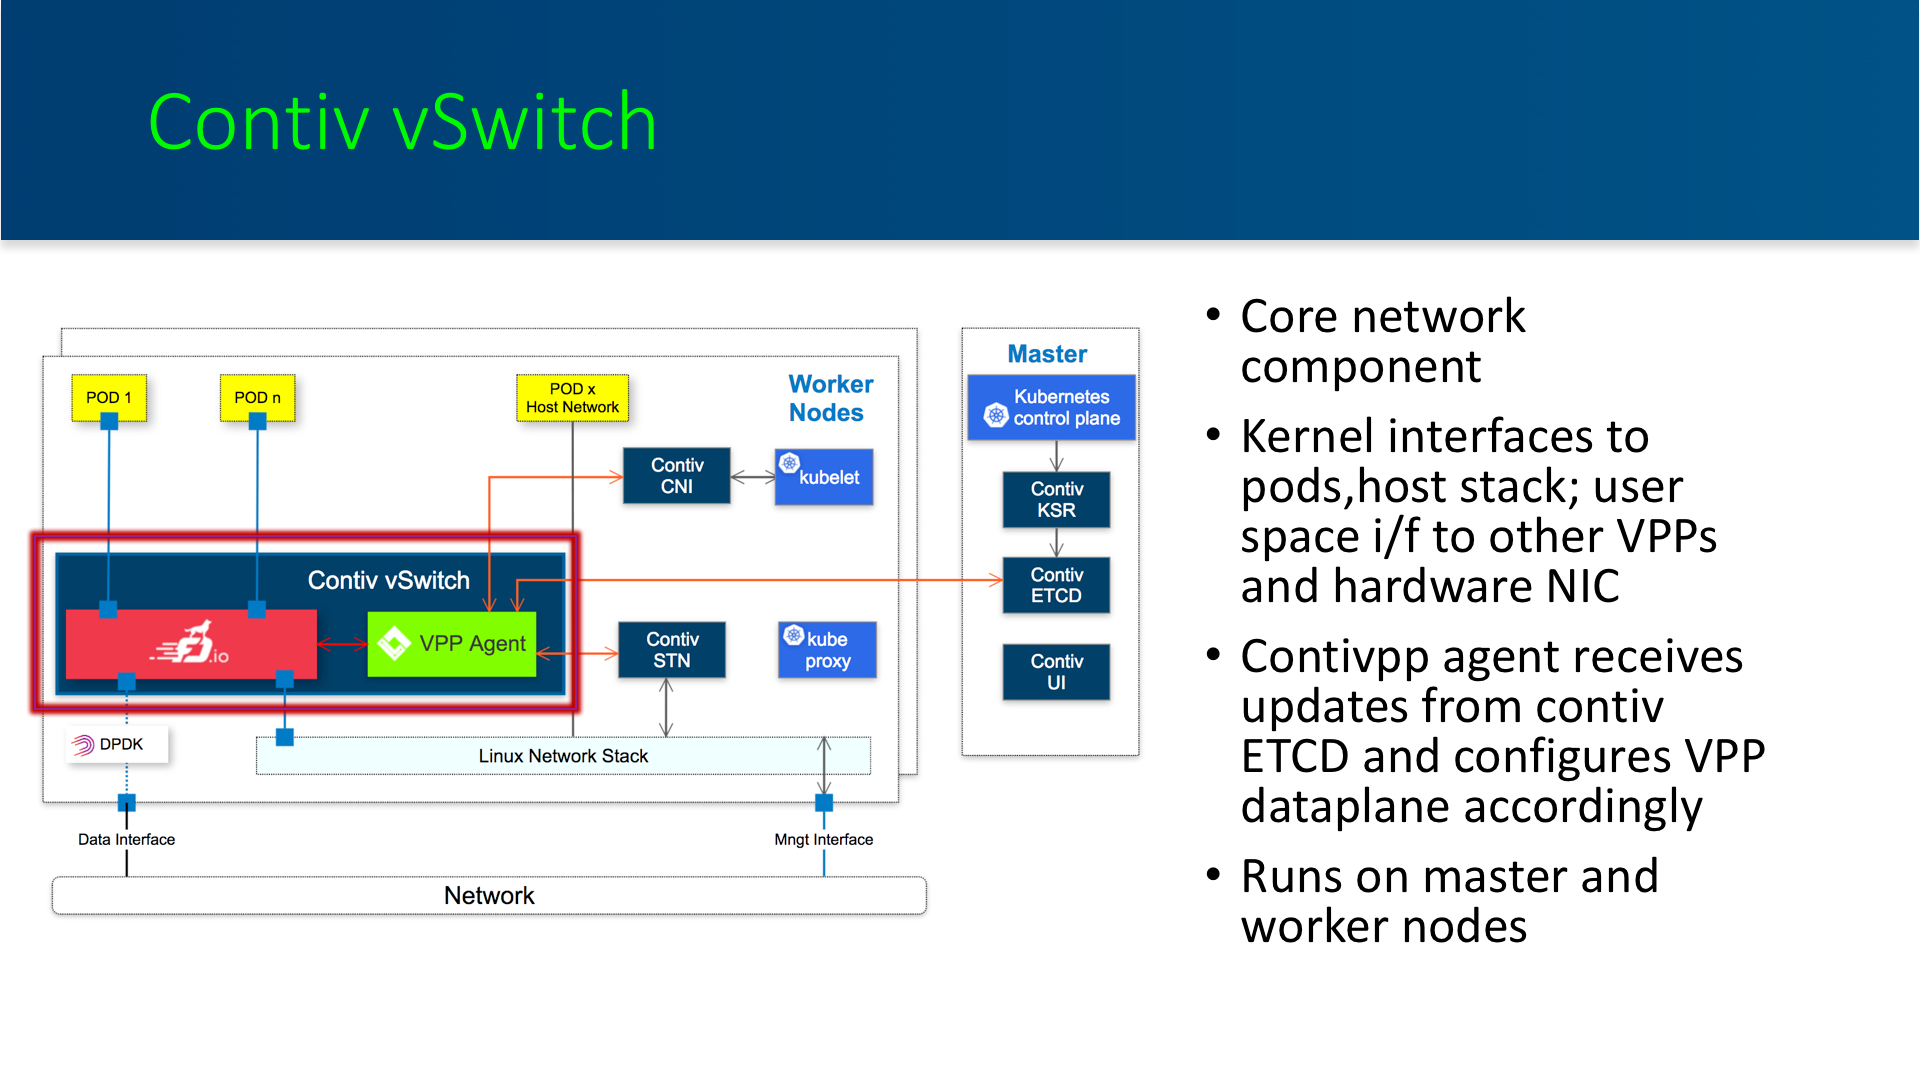 Contiv vSwitch
Worker
Nodes
POD 1
POD n
POD x
Host Network
Contiv
CNI
kubelet
Contiv vSwitch
.io
VPP Agent
Contiv
STN
kube
proxy
DPDK
Linux Network Stack
Data Interface
Mngt Interface
Network
Master
Kubernetes
control plane
Contiv
KSR
Contiv
ETCD
Contiv
UI
• Core network
component
• Kernel interfaces to
pods,host stack; user
space i/f to other VPPs
and hardware NIC
• Contivpp agent receives
updates from contiv
ETCD and configures VPP
dataplane accordingly
• Runs on master and
worker nodes